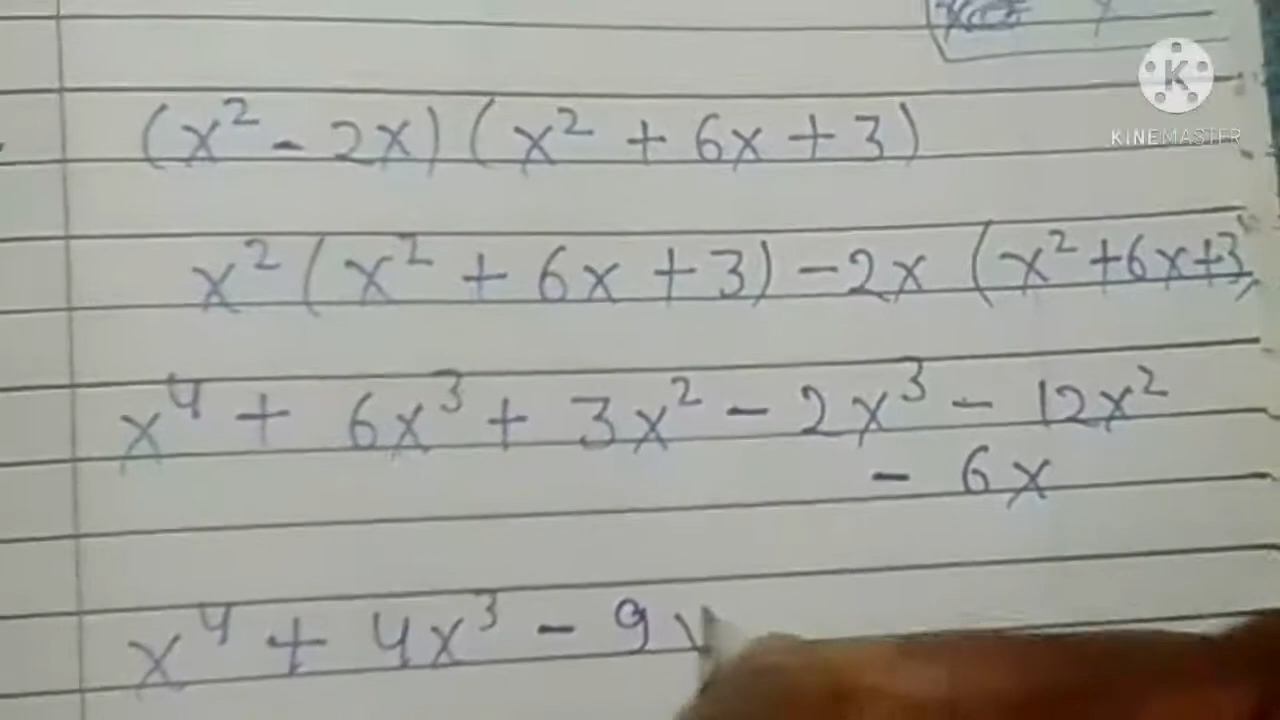 (x² - 2x) (x² + 6x + 3)
x² (x² + 6x + 3) - 2x (x² + 6x + 3)
x⁴ + 6x³ + 3x² - 2x³ - 12x²
- 6x
x⁴ + 4x³ - 9
K
KINEMASTER